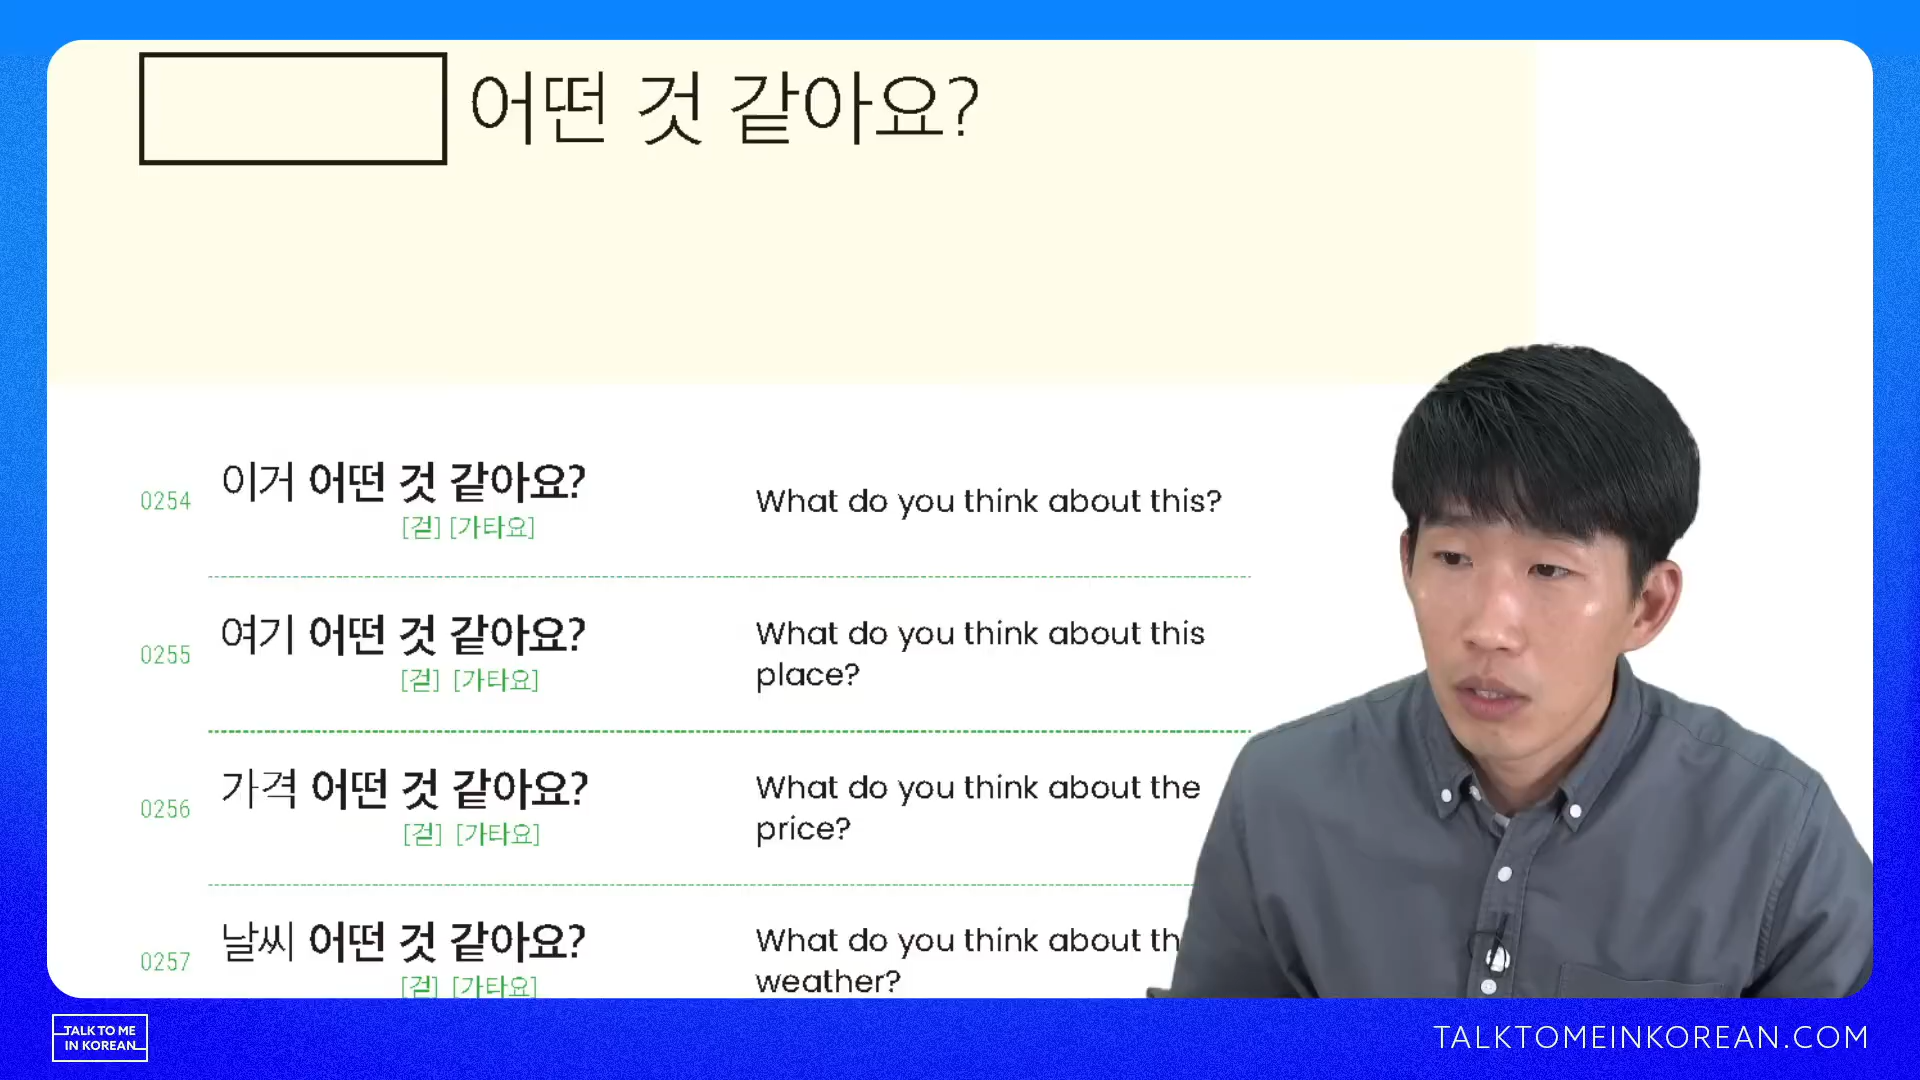 어떤 것 같아요?
0254 이거 어떤 것 같아요? What do you think about this?
[걷] [가타요]
0255 여기 어떤 것 같아요? What do you think about this
place?
[걷] [가타요]
0256 가격 어떤 것 같아요? What do you think about the
price?
[걷] [가타요]
0257 날씨 어떤 것 같아요? What do you think about th
weather?
[걷] [가타요]
TALK TO ME
IN KOREAN
TALKTOMEINKOREAN.COM